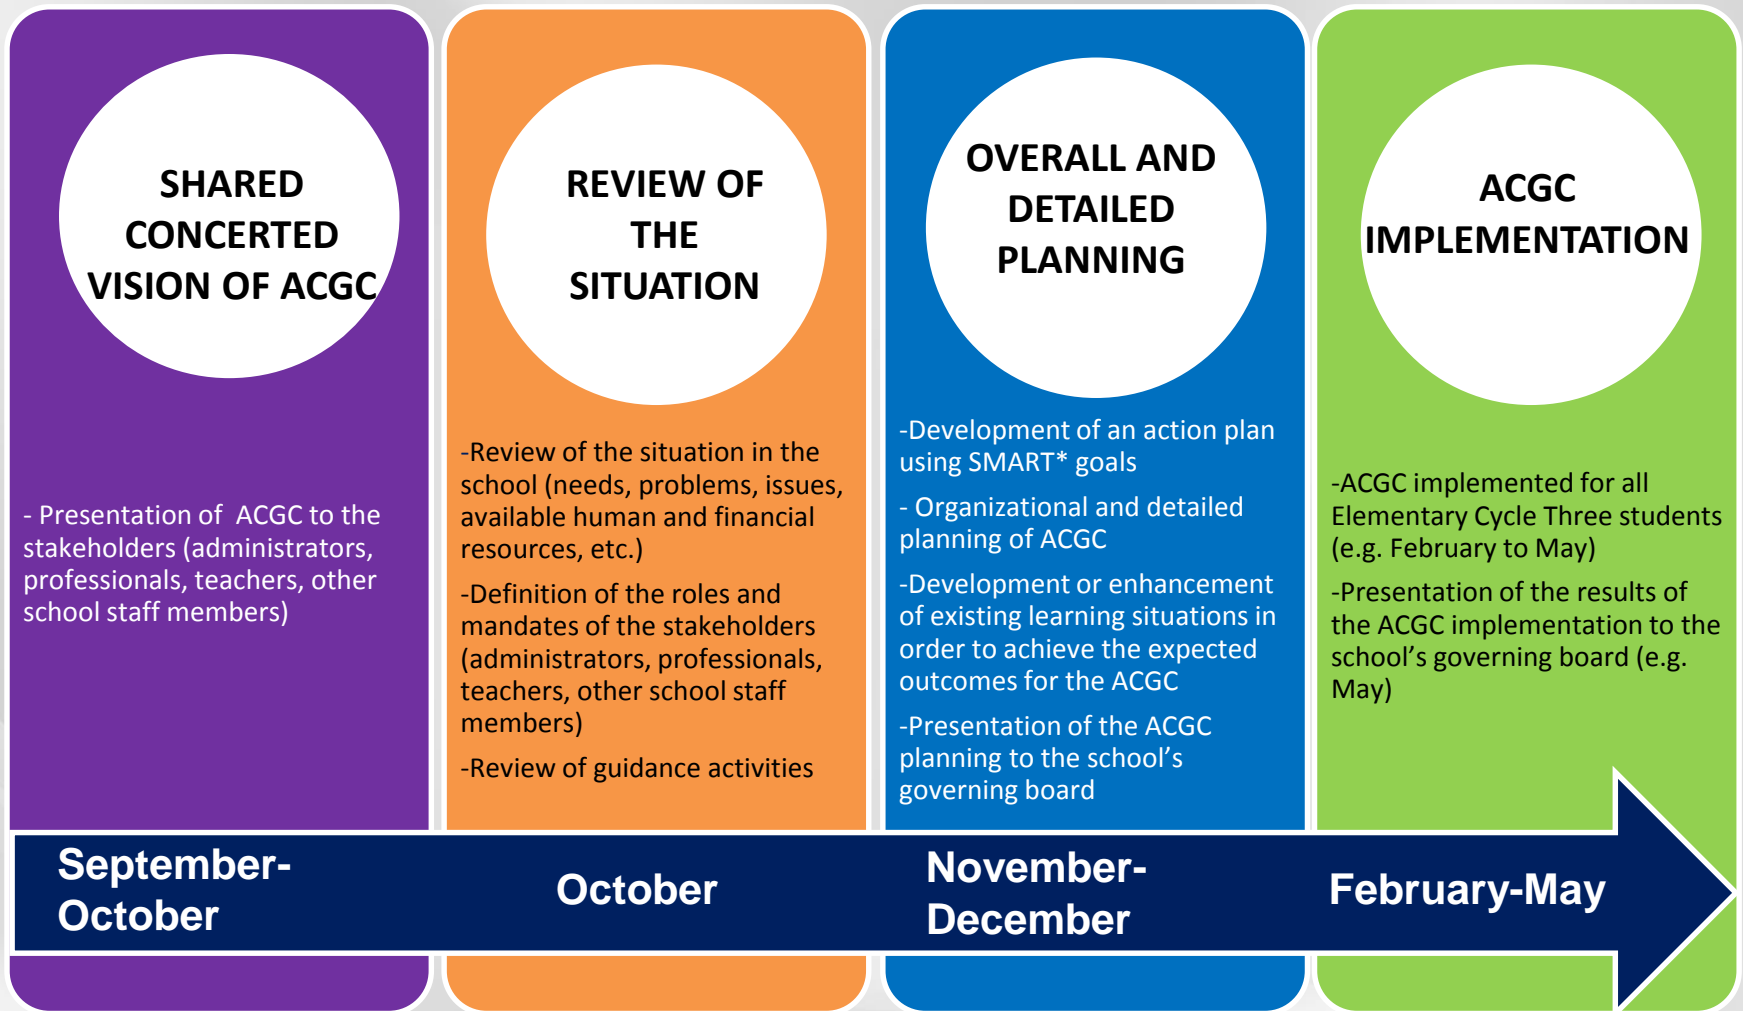 SHARED
CONCERTED
VISION OF ACGC
- Presentation of  ACGC to the
stakeholders (administrators,
professionals, teachers, other
school staff members)
REVIEW OF
THE
SITUATION
-Review of the situation in the
school (needs, problems, issues,
available human and financial
resources, etc.)
-Definition of the roles and
mandates of the stakeholders
(administrators, professionals,
teachers, other school staff
members)
-Review of guidance activities
OVERALL AND
DETAILED
PLANNING
-Development of an action plan
using SMART* goals
- Organizational and detailed
planning of ACGC
-Development or enhancement
of existing learning situations in
order to achieve the expected
outcomes for the ACGC
-Presentation of the ACGC
planning to the school’s
governing board
ACGC
IMPLEMENTATION
-ACGC implemented for all
Elementary Cycle Three students
(e.g. February to May)
-Presentation of the results of
the ACGC implementation to the
school’s governing board (e.g.
May)
September-
October
October
November-
December
February-May